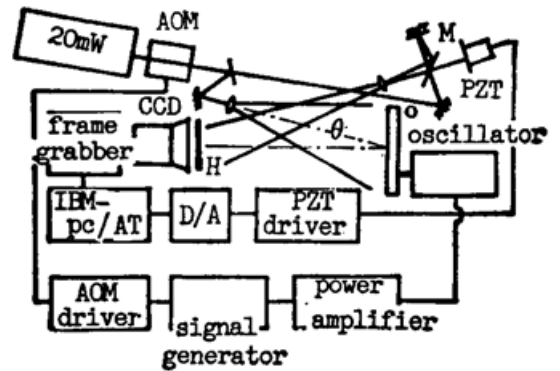 20mW
AOM
M
PZT
CCD
θ
O
oscillator
frame
grabber
H
IBM-
pc/AT
D/A
PZT
driver
AOM
driver
signal
generator
power
amplifier